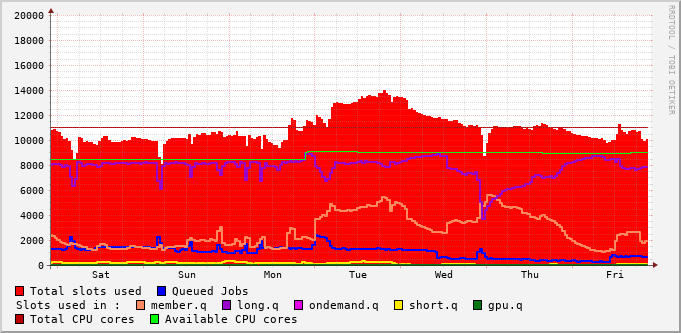 20000
18000
16000
14000
12000
10000
8000
6000
4000
2000
0
Sat Sun Mon Tue Wed Thu Fri
RRDTOOL / TOBI OETIKER
Total slots used Queued Jobs
Slots used in : member.q long.q ondemand.q short.q gpu.q
Total CPU cores Available CPU cores